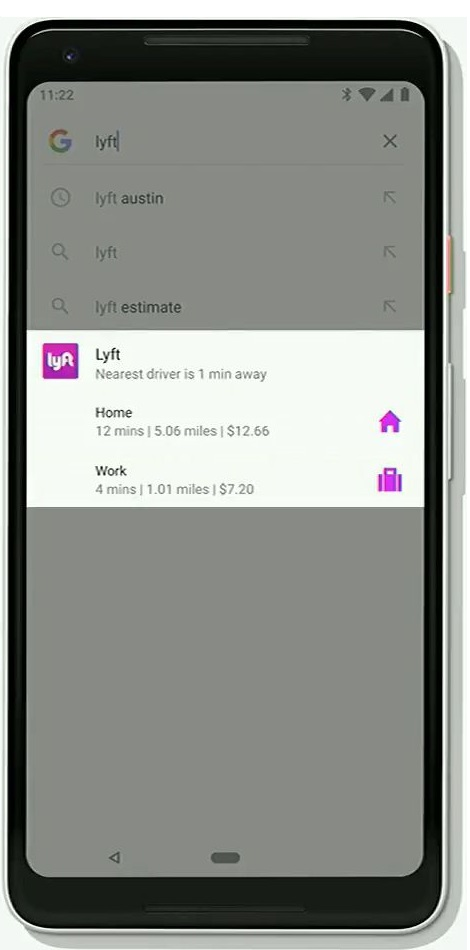 11:22
lyft
lyft austin
lyft
lyft estimate
lyft
Lyft
Nearest driver is 1 min away
Home
12 mins | 5.06 miles | $12.66
Work
4 mins | 1.01 miles | $7.20